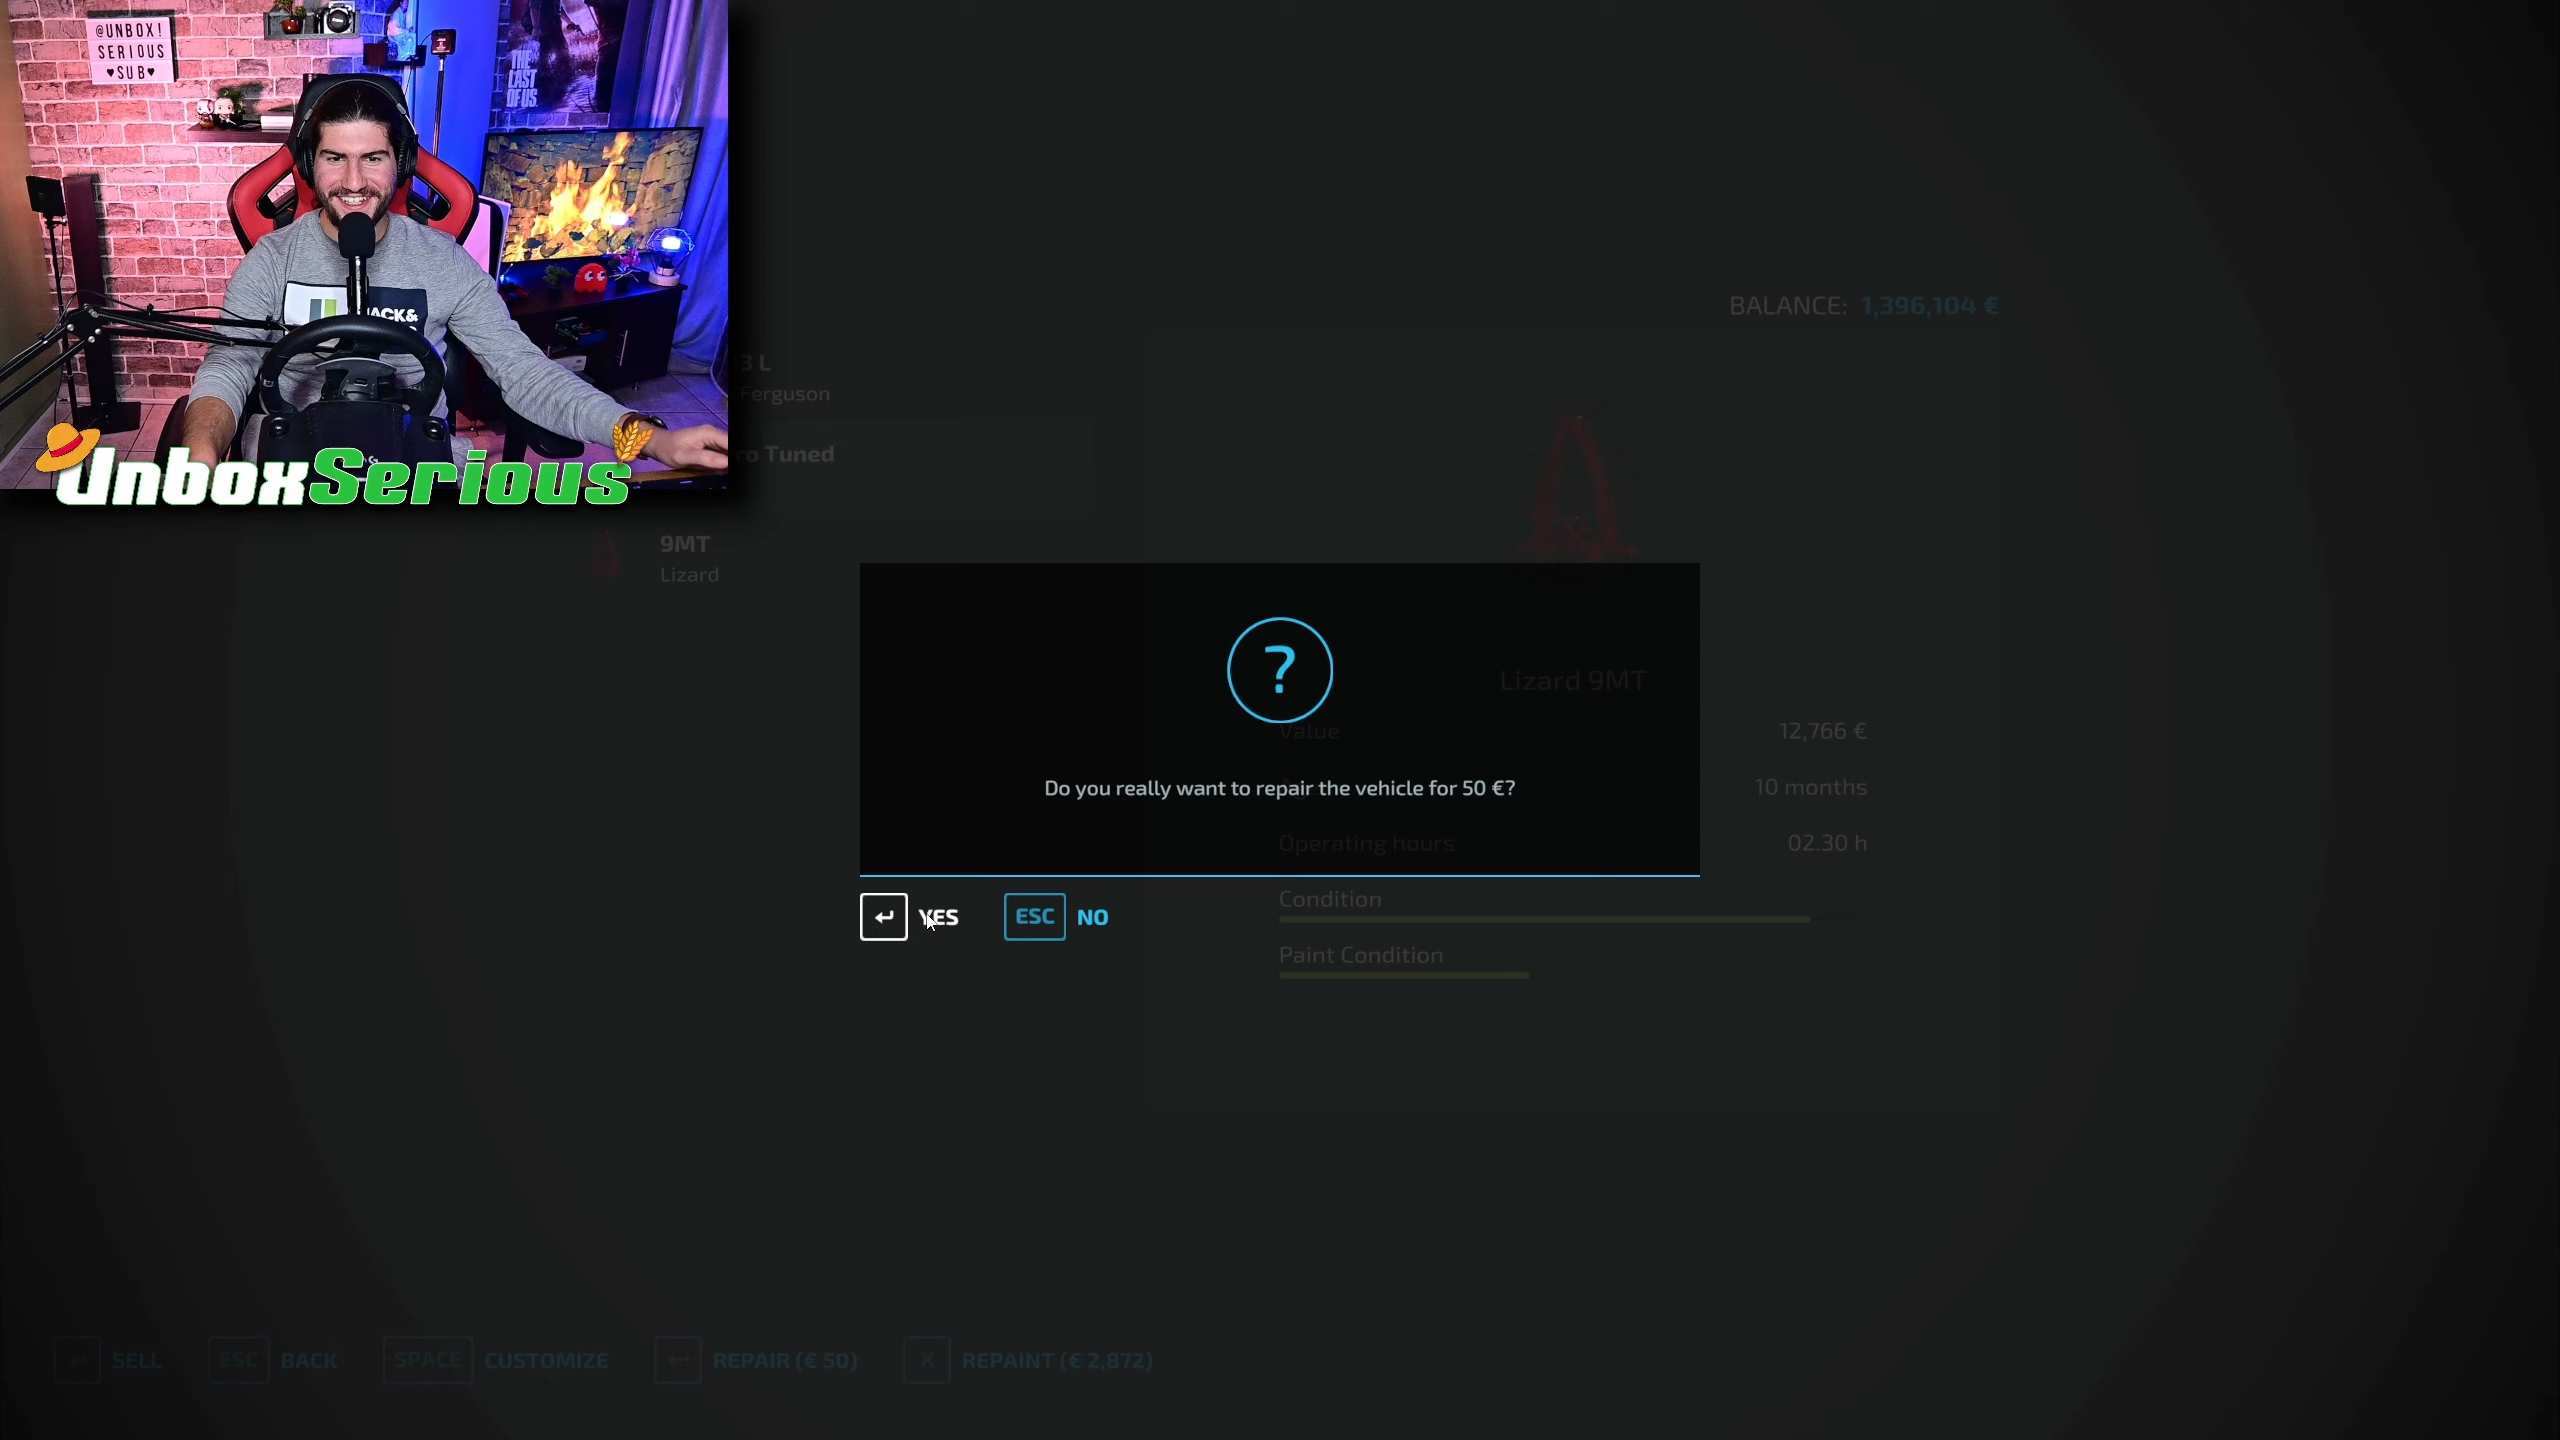 @UNBOX!
SERIOUS
♥SUB♥
THE
LAST
OF US
UnboxSerious
BALANCE: 1,396,104 €
3 L
Ferguson
ro Tuned
9MT
Lizard
?
Lizard 9MT
Value 12,766 €
Do you really want to repair the vehicle for 50 €?
10 months
Operating hours 02.30 h
Condition
YES ESC NO
Paint Condition
SELL ESC BACK SPACE CUSTOMIZE REPAIR (€ 50) X REPAINT (€ 2,872)